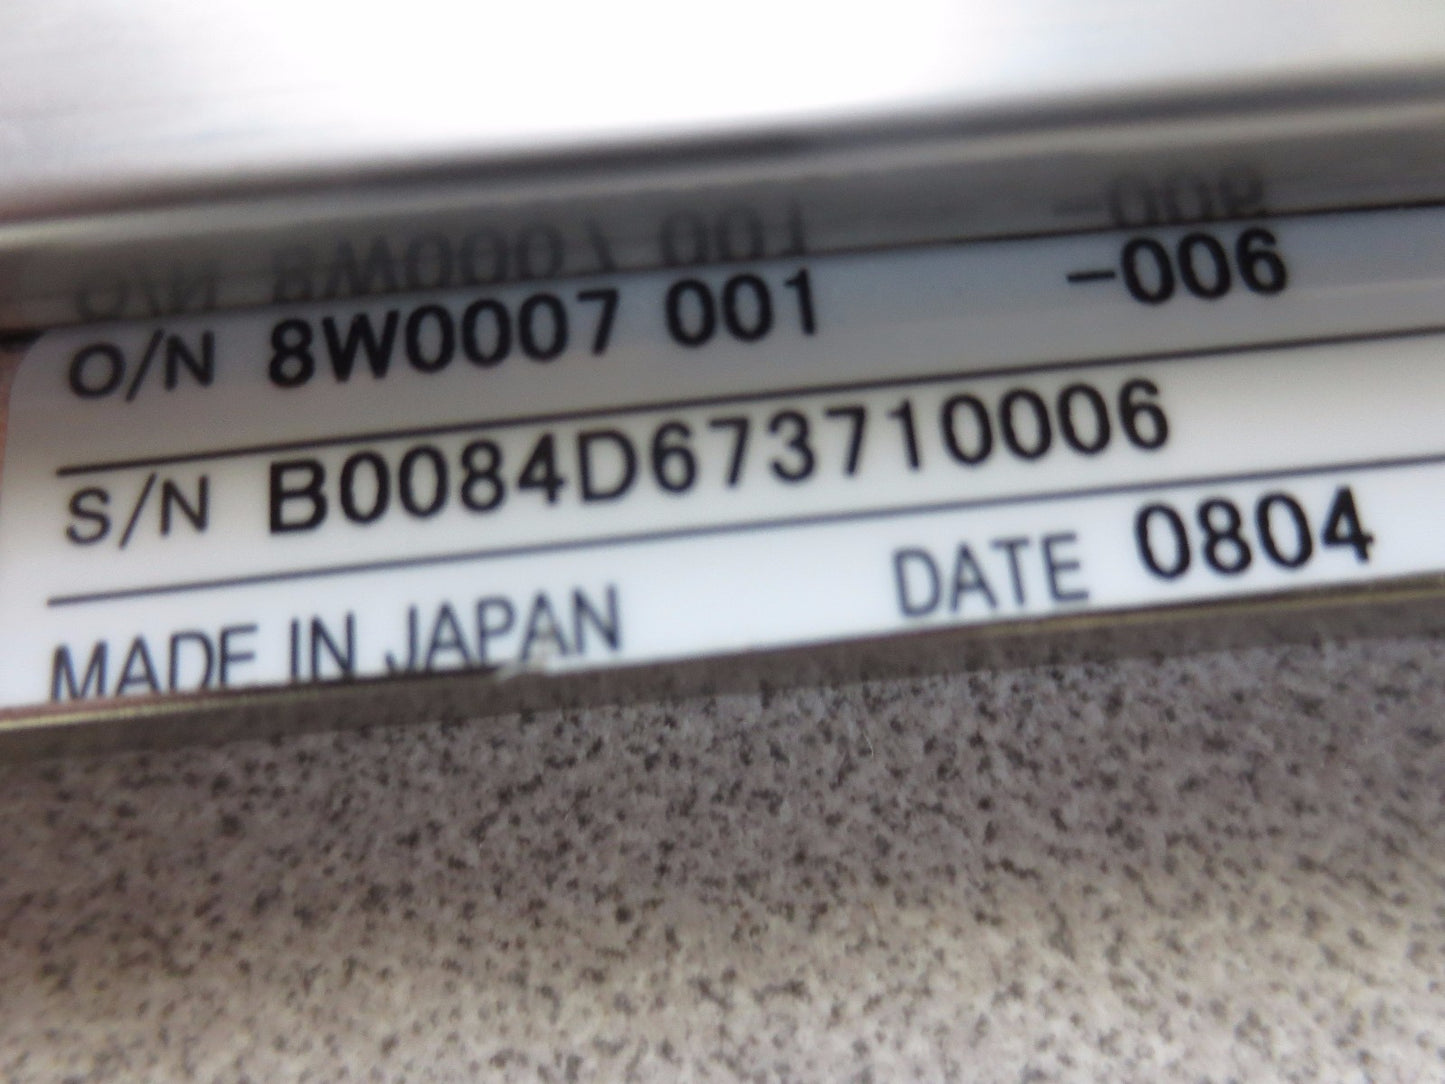 O/N 8W0007 001 -006
S/N B0084D673710006
MADE IN JAPAN DATE 0804